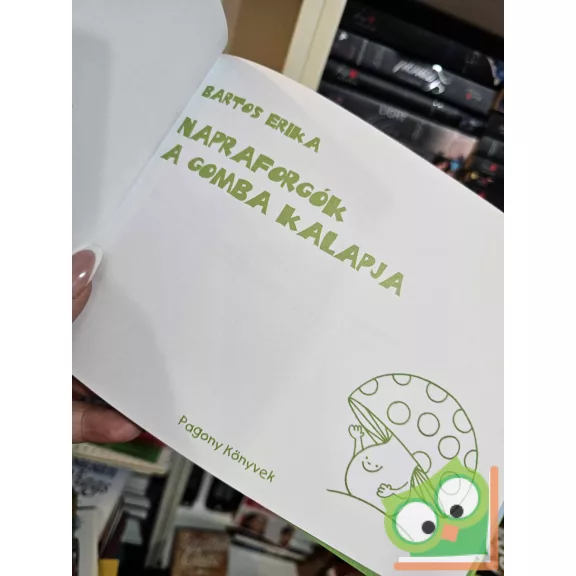 BARTOS ERIKA
NAPRAFORGÓK
A GOMBA KALAPJA
Pagony Könyvek